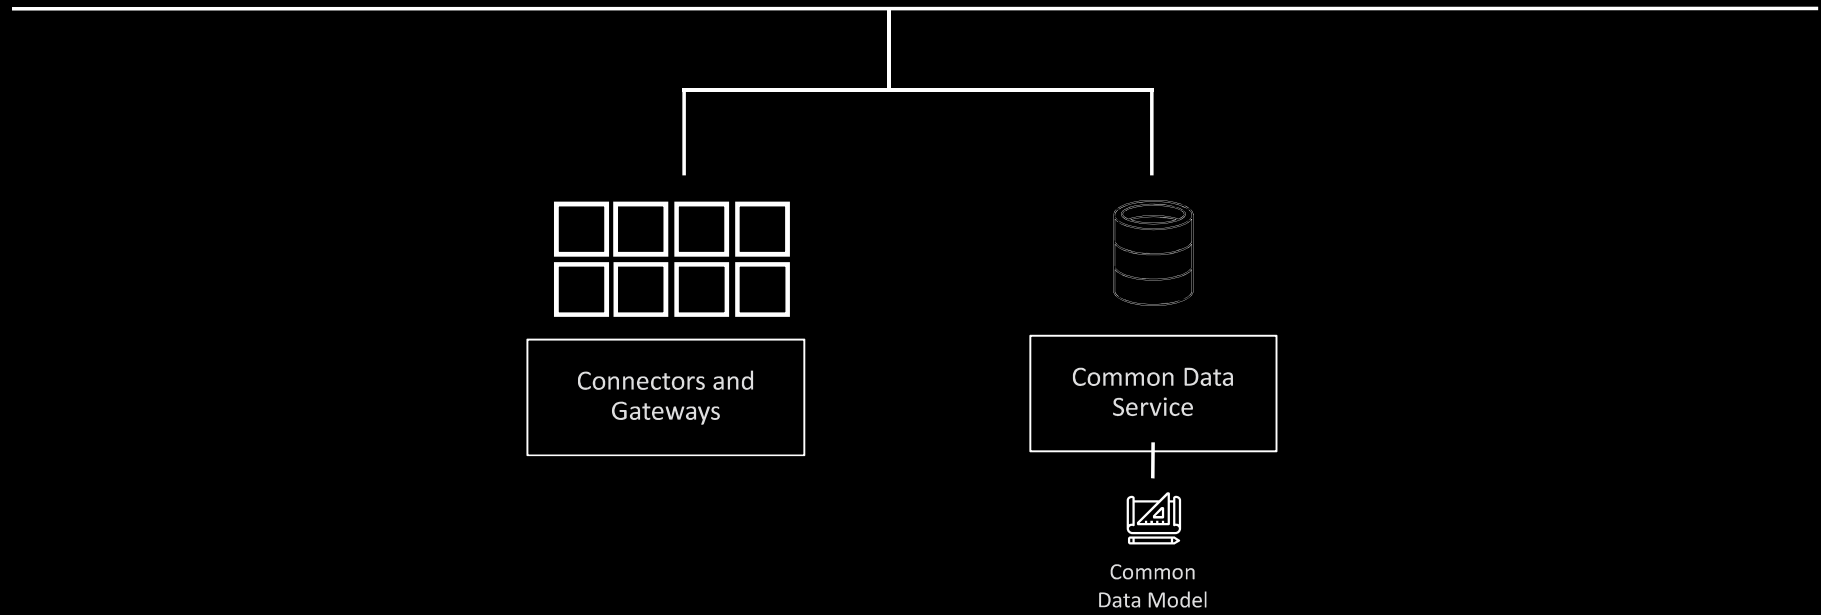 Connectors and
Gateways
Common Data
Service
Common
Data Model